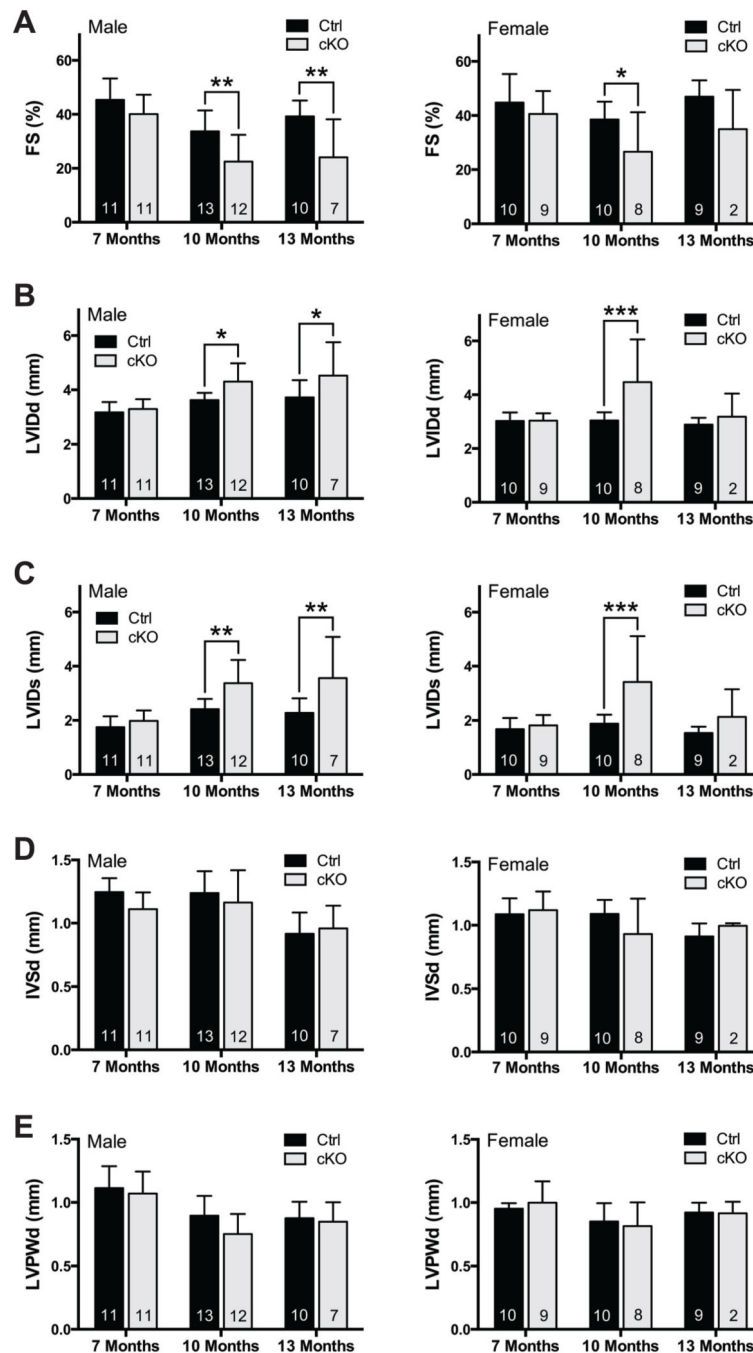 A
Male
Ctrl
cKO
FS (%)
60
40
20
0
**
**
11 11 13 12 10 7
7 Months 10 Months 13 Months
Female
Ctrl
cKO
FS (%)
60
40
20
0
*
10 9 10 8 9 2
7 Months 10 Months 13 Months
B
Male
Ctrl
cKO
LVIDd (mm)
6
4
2
0
*
*
11 11 13 12 10 7
7 Months 10 Months 13 Months
Female
Ctrl
cKO
LVIDd (mm)
6
4
2
0
***
10 9 10 8 9 2
7 Months 10 Months 13 Months
C
Male
Ctrl
cKO
LVIDs (mm)
6
4
2
0
**
**
11 11 13 12 10 7
7 Months 10 Months 13 Months
Female
Ctrl
cKO
LVIDs (mm)
6
4
2
0
***
10 9 10 8 9 2
7 Months 10 Months 13 Months
D
Male
Ctrl
cKO
IVSd (mm)
1.5
1.0
0.5
0.0
11 11 13 12 10 7
7 Months 10 Months 13 Months
Female
Ctrl
cKO
IVSd (mm)
1.5
1.0
0.5
0.0
10 9 10 8 9 2
7 Months 10 Months 13 Months
E
Male
Ctrl
cKO
LVPWd (mm)
1.5
1.0
0.5
0.0
11 11 13 12 10 7
7 Months 10 Months 13 Months
Female
Ctrl
cKO
LVPWd (mm)
1.5
1.0
0.5
0.0
10 9 10 8 9 2
7 Months 10 Months 13 Months